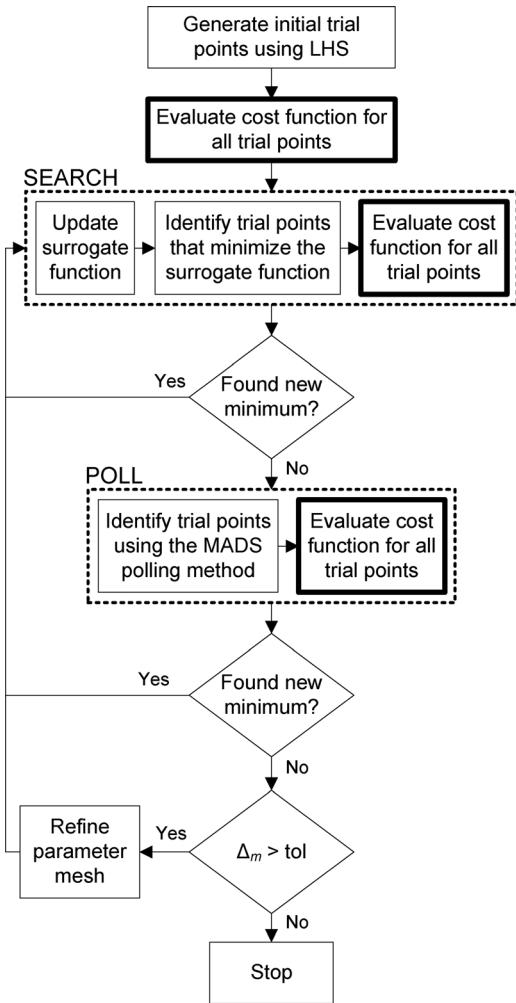 Generate initial trial
points using LHS
Evaluate cost function for
all trial points
SEARCH
Update
surrogate
function
Identify trial points
that minimize the
surrogate function
Evaluate cost
function for all
trial points
Yes
Found new
minimum?
No
POLL
Identify trial points
using the MADS
polling method
Evaluate cost
function for all
trial points
Yes
Found new
minimum?
No
Refine
parameter
mesh
Yes
Δm > tol
No
Stop